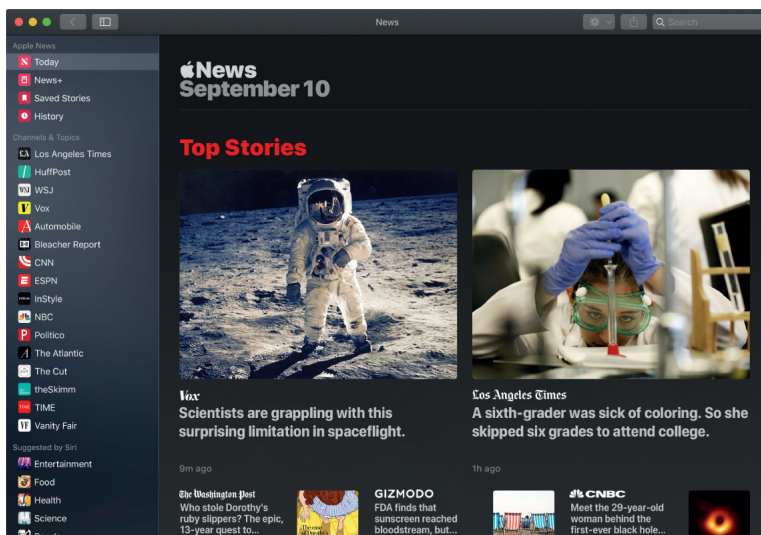 News
Search
Apple News
Today
News+
Saved Stories
History
Channels & Topics
Los Angeles Times
HuffPost
WSJ
Vox
Automobile
Bleacher Report
CNN
ESPN
InStyle
NBC
Politico
The Atlantic
The Cut
theSkimm
TIME
Vanity Fair
Suggested by Siri
Entertainment
Food
Health
Science
News
September 10
Top Stories
Vox
Scientists are grappling with this
surprising limitation in spaceflight.
9m ago
Los Angeles Times
A sixth-grader was sick of coloring. So she
skipped six grades to attend college.
1h ago
The Washington Post
Who stole Dorothy's
ruby slippers? The epic,
13-year quest to...
GIZMODO
FDA finds that
sunscreen reached
bloodstream, but...
CNBC
Meet the 29-year-old
woman behind the
first-ever black hole...